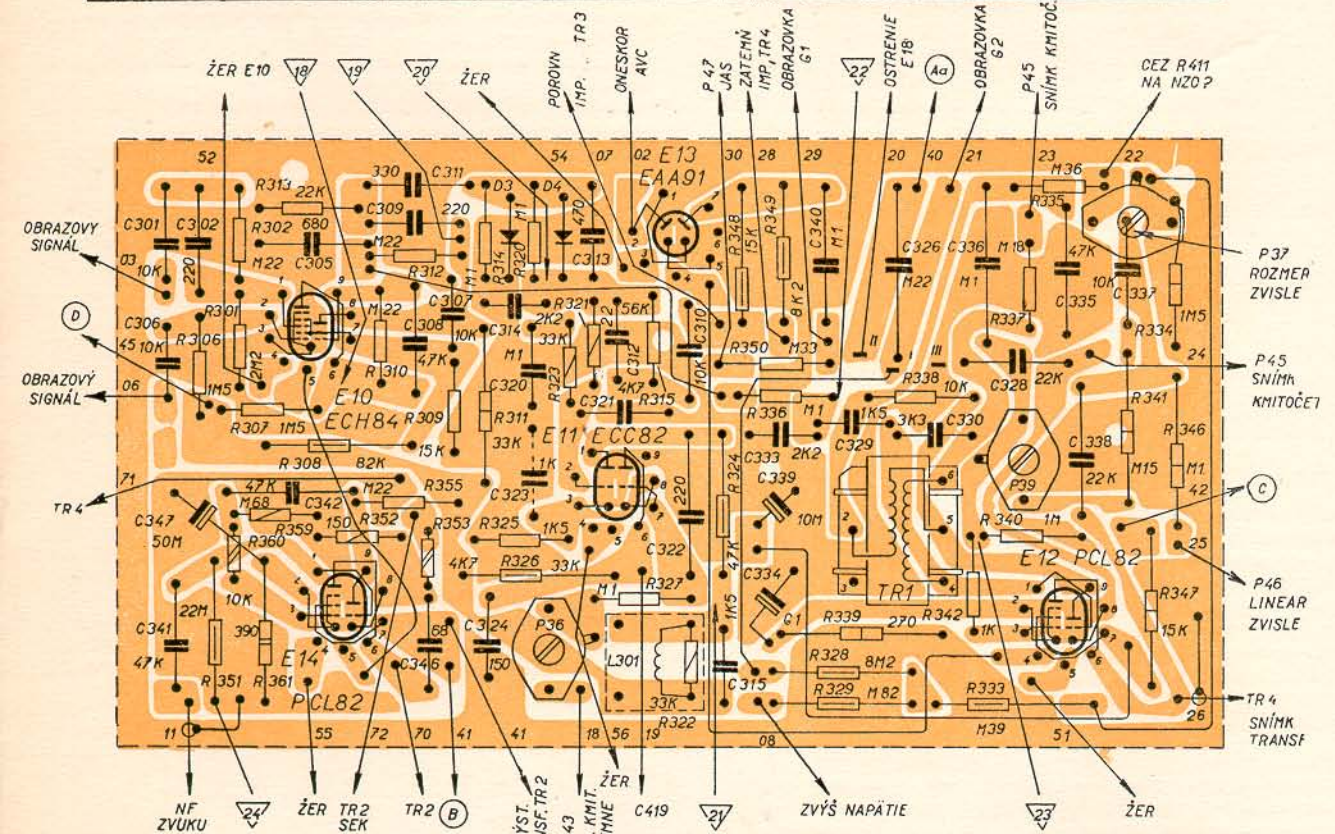 ŽER E10
18
19
20
ŽER
POROVN
IMP. TR3
ONESKOR
AVC
P 47
JAS
ZATEMŇ
IMP, TR4
OBRAZOVKA
G1
22
OSTRENIE
E18
Aa
OBRAZOVKA
G2
P45
SNÍMK KMITOČ.
CEZ R411
NA NZO?
52
330
C311
54
07
02
E13
EAA91
30
28
29
20
40
21
23
M36
22
R313
22K
D3
D4
M1
470
R335
C301
C302
R302
680
C309
220
R348
15K
R349
C340
M1
C326
C336
M18
47K
OBRAZOVÝ
SIGNÁL
03
10K
220
M22
C305
M22
R312
M1
R314
R320
C313
M22
M1
10K
C335
C337
P37
ROZMER
ZVISLE
D
C306
R301
R306
M22
C308
C307
C314
2K2
R321
56K
22
C310
8K2
R337
R334
1M5
45
10K
2M2
47K
10K
M1
33K
C312
R350
M33
II
I
III
24
P45
SNÍMK
KMITOČET
OBRAZOVÝ
SIGNÁL
06
1M5
R310
C320
R323
4K7
R315
10K
R338
10K
C328
22K
R341
E10
ECH84
R309
R311
33K
C321
R336
M1
1K5
3K3
C330
R346
R307
1M5
E11 ECC82
C333
2K2
C329
C338
R308
82K
15K
1K
R324
C339
22K
M15
M1
71
TR4
47K
M68
C342
M22
R355
C323
220
10M
P39
42
C
C347
50M
R359
150
R352
R353
R325
1K5
R340
1M
R360
C322
47K
E12 PCL82
25
4K7
R326
33K
C334
P46
LINEAR
ZVISLE
10K
M1
R327
TR1
22M
C324
1K5
G1
R339
270
R342
1K
R347
C341
390
68
P36
L301
15K
47K
E14
C346
150
R328
8M2
R351
R361
PCL82
33K
R322
C315
R329
M82
R333
M39
TR4
SNÍMK
TRANSF
26
11
55
72
70
41
41
18
56
19
08
51
NF
ZVUKU
24
ŽER
TR2
SEK
TR2
B
ŽER
C419
21
ZVÝŠ NAPÄTIE
23
ŽER